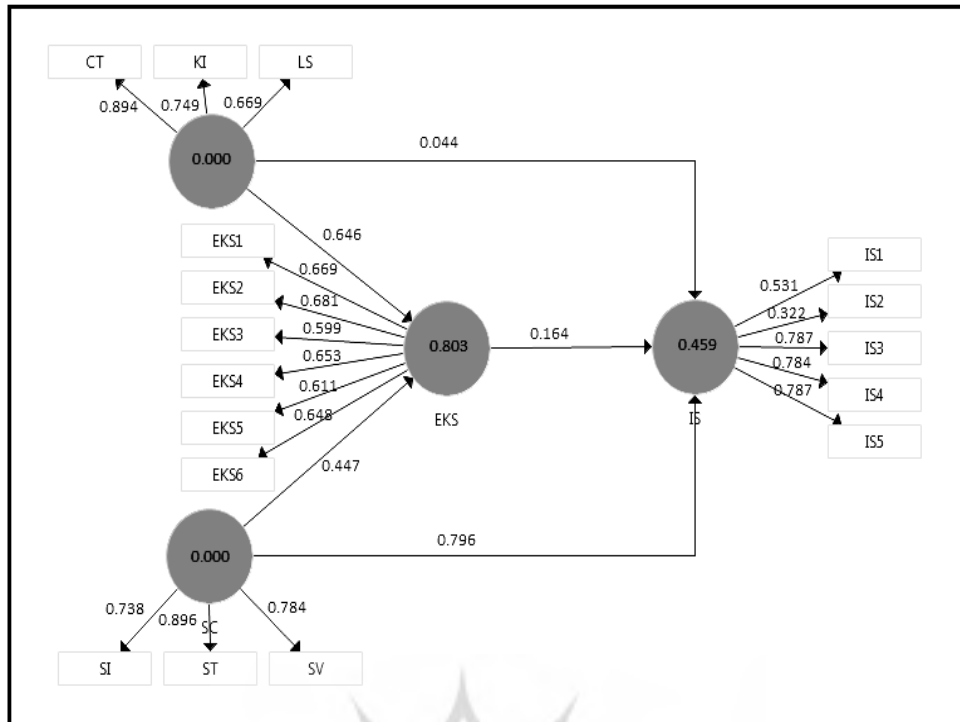 CT KI LS
0.894 0.749 0.669
0.000
0.044
0.646
EKS1
0.669
EKS2
0.681
EKS3
0.599
EKS4
0.653
EKS5
0.611
EKS6
0.648
0.803
EKS
0.164
0.459
IS
0.531
IS1
0.322
IS2
0.787
IS3
0.784
IS4
0.787
IS5
0.447
0.796
0.000
SC
0.738 0.896 0.784
SI ST SV